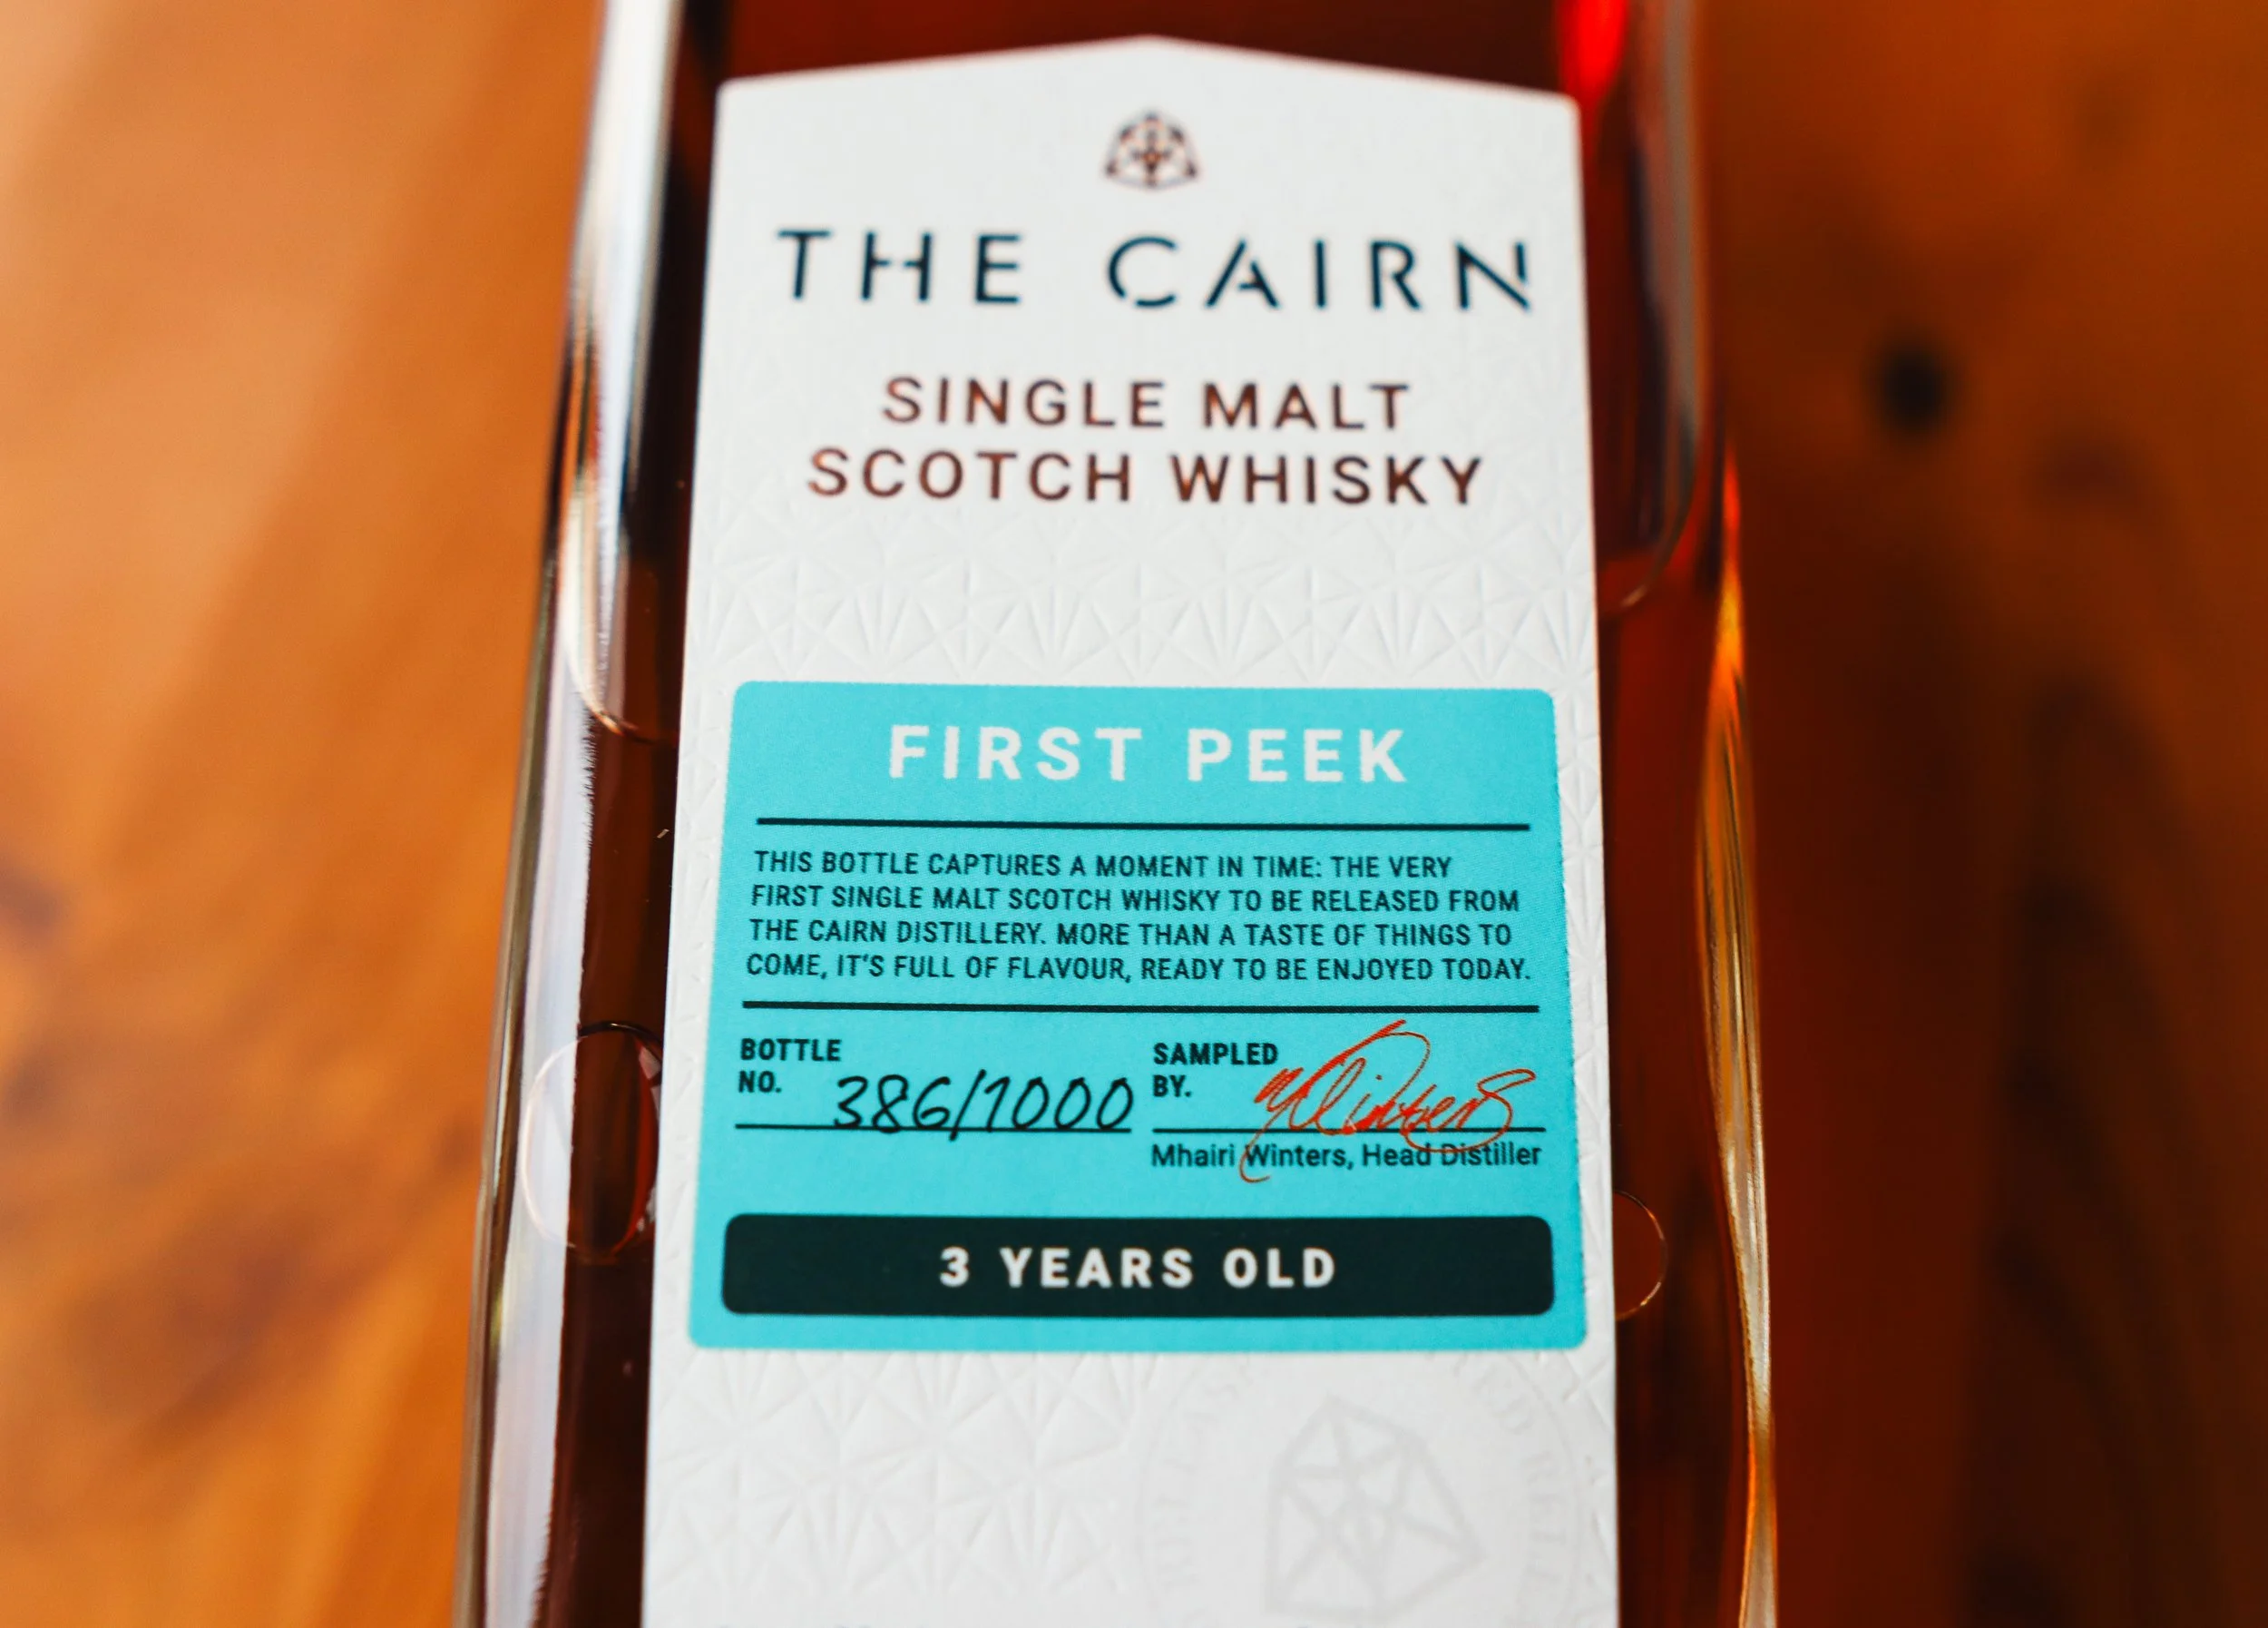 THE CAIRN
SINGLE MALT
SCOTCH WHISKY
FIRST PEEK
THIS BOTTLE CAPTURES A MOMENT IN TIME: THE VERY
FIRST SINGLE MALT SCOTCH WHISKY TO BE RELEASED FROM
THE CAIRN DISTILLERY. MORE THAN A TASTE OF THINGS TO
COME, IT'S FULL OF FLAVOUR, READY TO BE ENJOYED TODAY.
BOTTLE
NO. 386/1000
SAMPLED
BY. MWinters
Mhairi Winters, Head Distiller
3 YEARS OLD